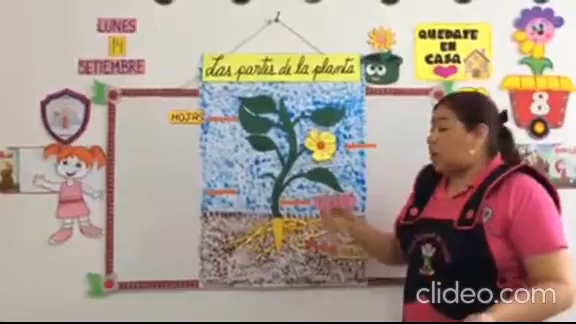 LUNES
14
SETIEMBRE
Las partes de la planta
QUEDATE
EN
CASA
HOJAS
8
clideo.com